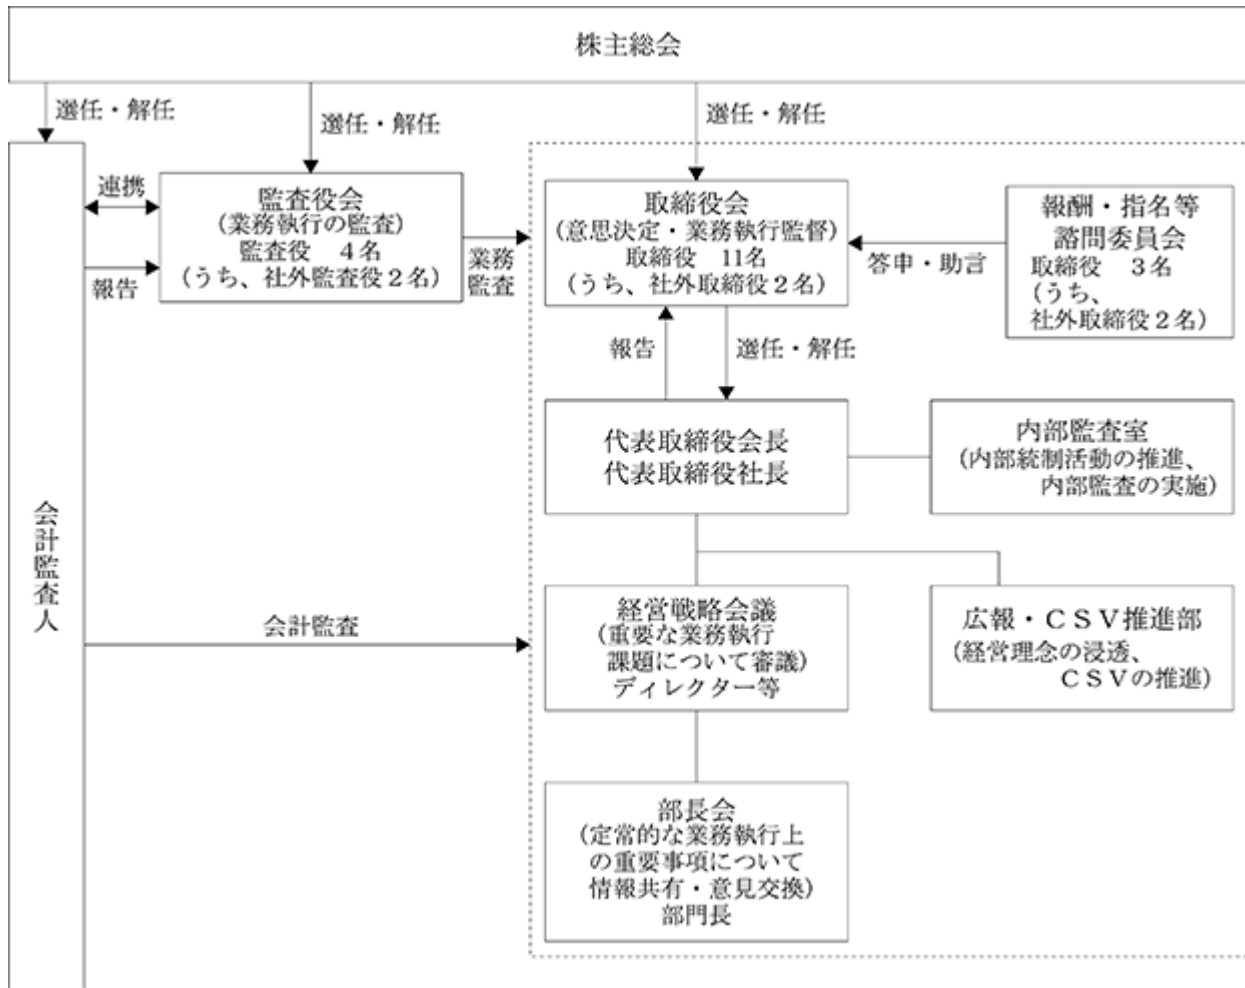 株主総会
選任・解任
選任・解任
選任・解任
連携
報告
監査役会
(業務執行の監査)
監査役　4名
(うち、社外監査役２名)
業務
監査
取締役会
(意思決定・業務執行監督)
取締役　11名
(うち、社外取締役２名)
答申・助言
報酬・指名等
諮問委員会
取締役　３名
(うち、
社外取締役２名)
報告
選任・解任
代表取締役会長
代表取締役社長
内部監査室
(内部統制活動の推進、
内部監査の実施)
会計監査人
会計監査
経営戦略会議
(重要な業務執行
課題について審議)
ディレクター等
広報・ＣＳＶ推進部
(経営理念の浸透、
ＣＳＶの推進)
部長会
(定常的な業務執行上
の重要事項について
情報共有・意見交換)
部門長